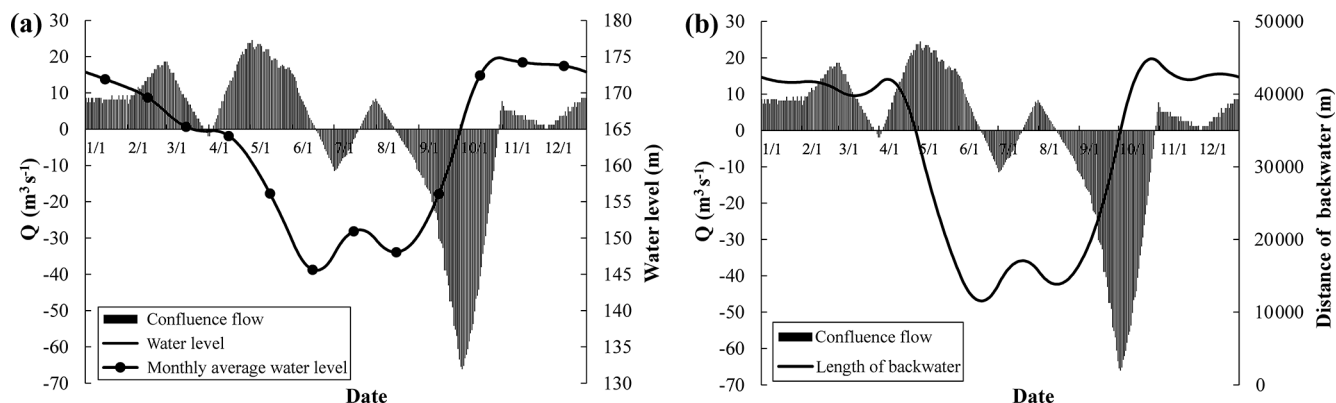 (a)
30
20
10
0
-10
-20
-30
-40
-50
-60
-70
Q (m³ s⁻¹)
1/1 2/1 3/1 4/1 5/1 6/1 7/1 8/1 9/1 10/1 11/1 12/1
180
175
170
165
160
155
150
145
140
135
130
Water level (m)
Confluence flow
Water level
Monthly average water level
Date
(b)
30
20
10
0
-10
-20
-30
-40
-50
-60
-70
Q (m³ s⁻¹)
1/1 2/1 3/1 4/1 5/1 6/1 7/1 8/1 9/1 10/1 11/1 12/1
50000
40000
30000
20000
10000
0
Distance of backwater (m)
Confluence flow
Length of backwater
Date